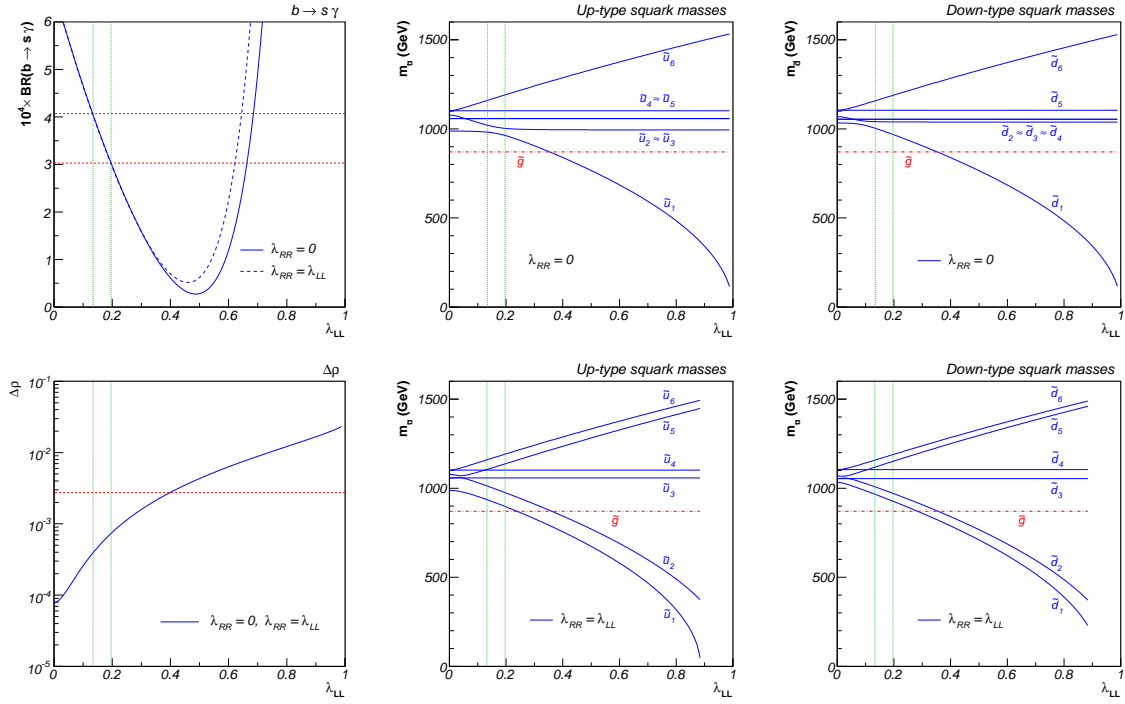 b → s γ
10⁴× BR(b→ s γ)
6
5
4
3
2
1
0
λ_RR = 0
λ_RR = λ_LL
0 0.2 0.4 0.6 0.8 1
λ_LL
Up-type squark masses
m_ũ (GeV)
1500
1000
500
0
ũ₆
ũ₄ ≈ ũ₅
ũ₂ ≈ ũ₃
g̃
ũ₁
λ_RR = 0
0 0.2 0.4 0.6 0.8 1
λ_LL
Down-type squark masses
m_ũ (GeV)
1500
1000
500
0
d̃₆
d̃₅
d̃₂ ≈ d̃₃ ≈ d̃₄
g̃
d̃₁
λ_RR = 0
0 0.2 0.4 0.6 0.8 1
λ_LL
Δρ
Δρ
10⁻¹
10⁻²
10⁻³
10⁻⁴
10⁻⁵
λ_RR = 0, λ_RR = λ_LL
0 0.2 0.4 0.6 0.8 1
λ_LL
Up-type squark masses
m_ũ (GeV)
1500
1000
500
0
ũ₆
ũ₅
ũ₄
ũ₃
g̃
ũ₂
ũ₁
λ_RR = λ_LL
0 0.2 0.4 0.6 0.8 1
λ_LL
Down-type squark masses
m_ũ (GeV)
1500
1000
500
0
d̃₆
d̃₅
d̃₄
d̃₃
g̃
d̃₂
d̃₁
λ_RR = λ_LL
0 0.2 0.4 0.6 0.8 1
λ_LL